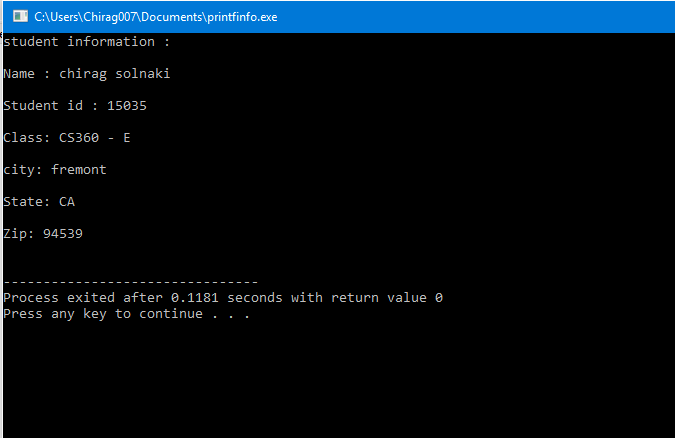 C:\Users\Chirag007\Documents\printfinfo.exe
student information :
Name : chirag solnaki
Student id : 15035
Class: CS360 - E
city: fremont
State: CA
Zip: 94539
--------------------------------
Process exited after 0.1181 seconds with return value 0
Press any key to continue . . .